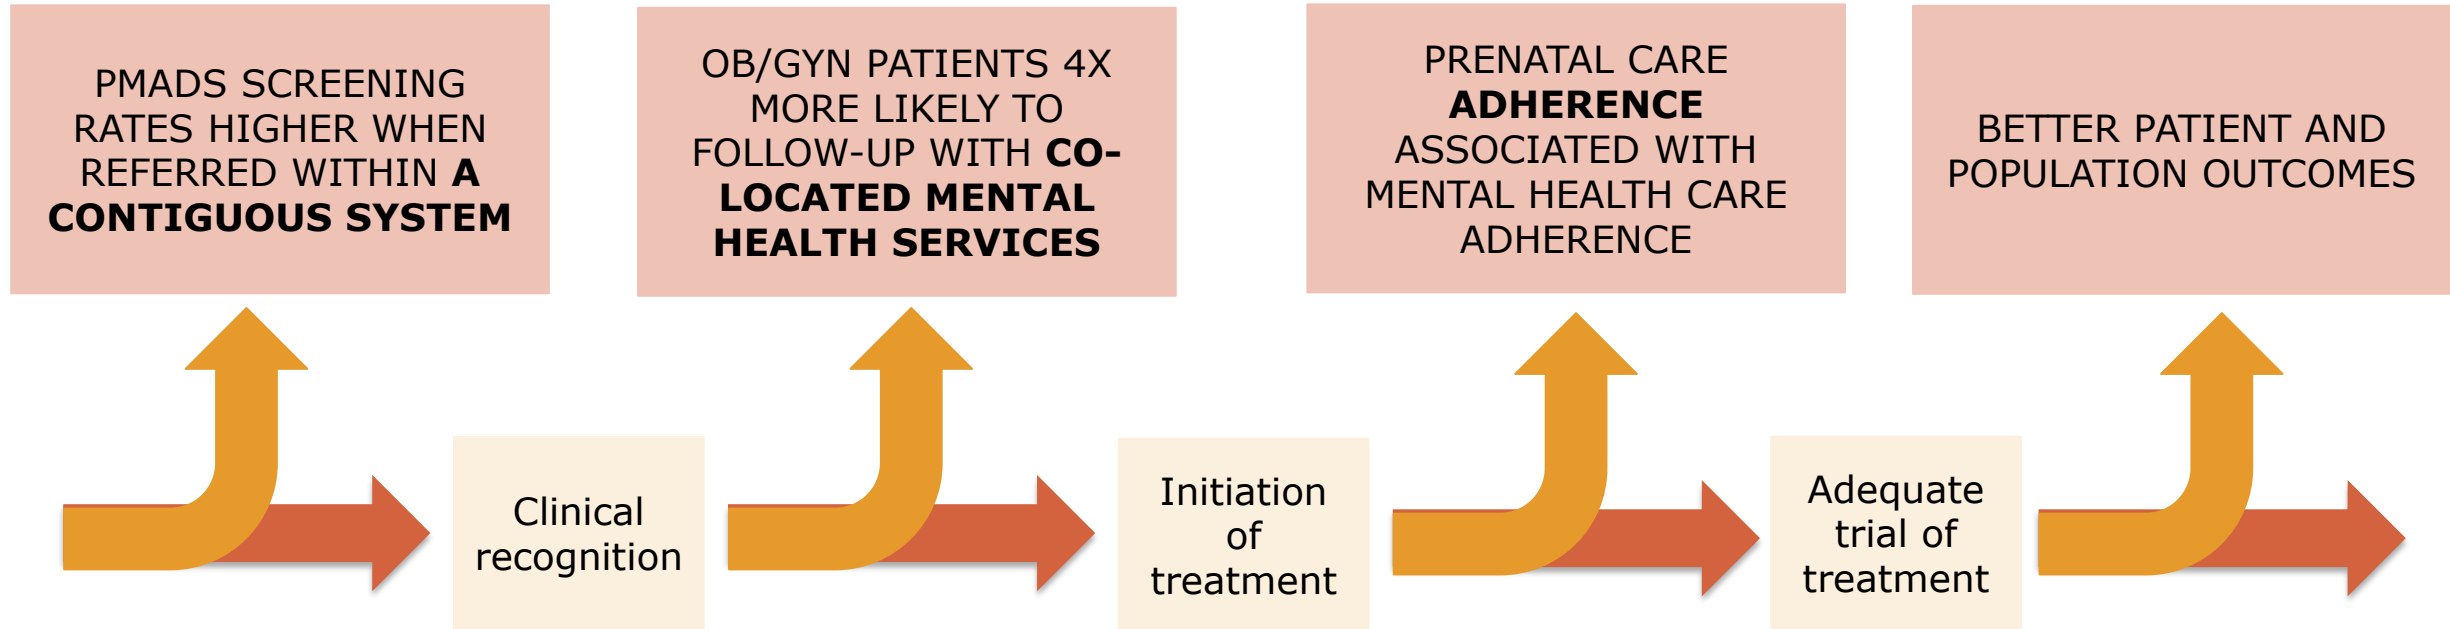 PMADS SCREENING
RATES HIGHER WHEN
REFERRED WITHIN A
CONTIGUOUS SYSTEM
OB/GYN PATIENTS 4X
MORE LIKELY TO
FOLLOW-UP WITH CO-
LOCATED MENTAL
HEALTH SERVICES
PRENATAL CARE
ADHERENCE
ASSOCIATED WITH
MENTAL HEALTH CARE
ADHERENCE
BETTER PATIENT AND
POPULATION OUTCOMES
Clinical
recognition
Initiation
of
treatment
Adequate
trial of
treatment